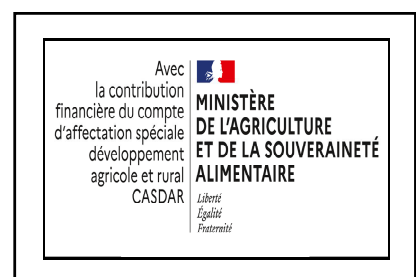 Avec
la contribution
financière du compte
d'affectation spéciale
développement
agricole et rural
CASDAR
MINISTÈRE
DE L'AGRICULTURE
ET DE LA SOUVERAINETÉ
ALIMENTAIRE
Liberté
Égalité
Fraternité